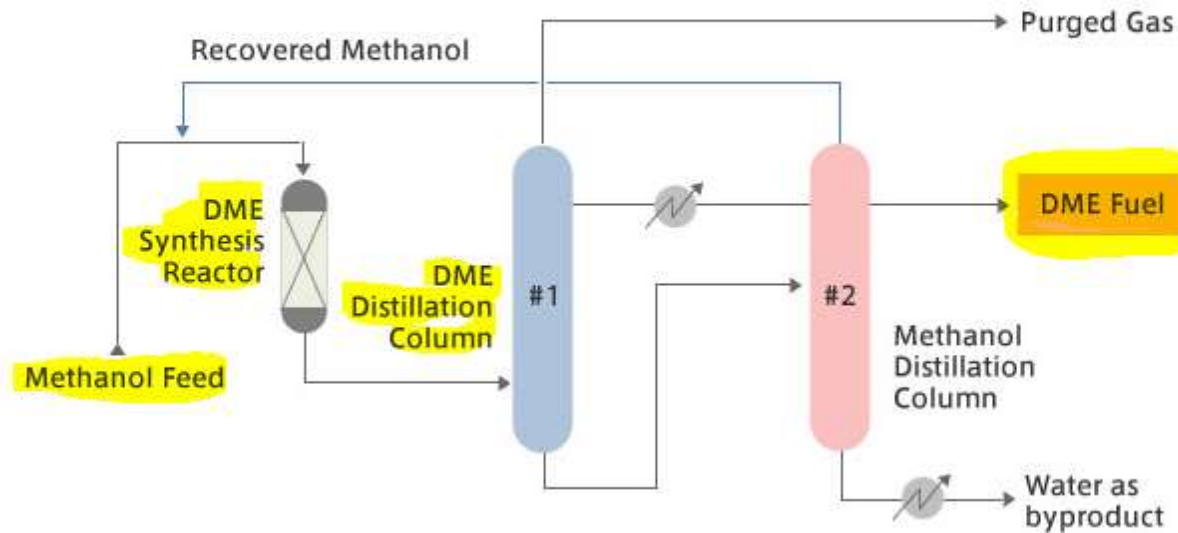 Purged Gas
Recovered Methanol
DME
Synthesis
Reactor
DME Fuel
DME
Distillation
Column
#1
#2
Methanol
Distillation
Column
Methanol Feed
Water as
byproduct